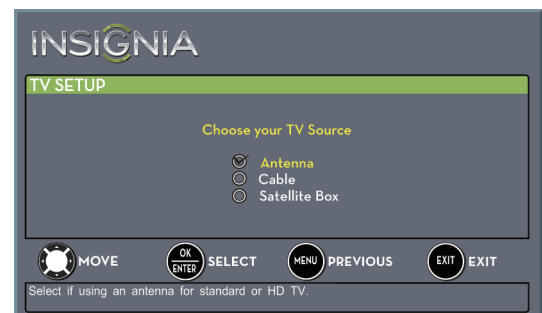 INSIGNIA
TV SETUP
Choose your TV Source
Antenna
Cable
Satellite Box
MOVE OK ENTER SELECT MENU PREVIOUS EXIT EXIT
Select if using an antenna for standard or HD TV.